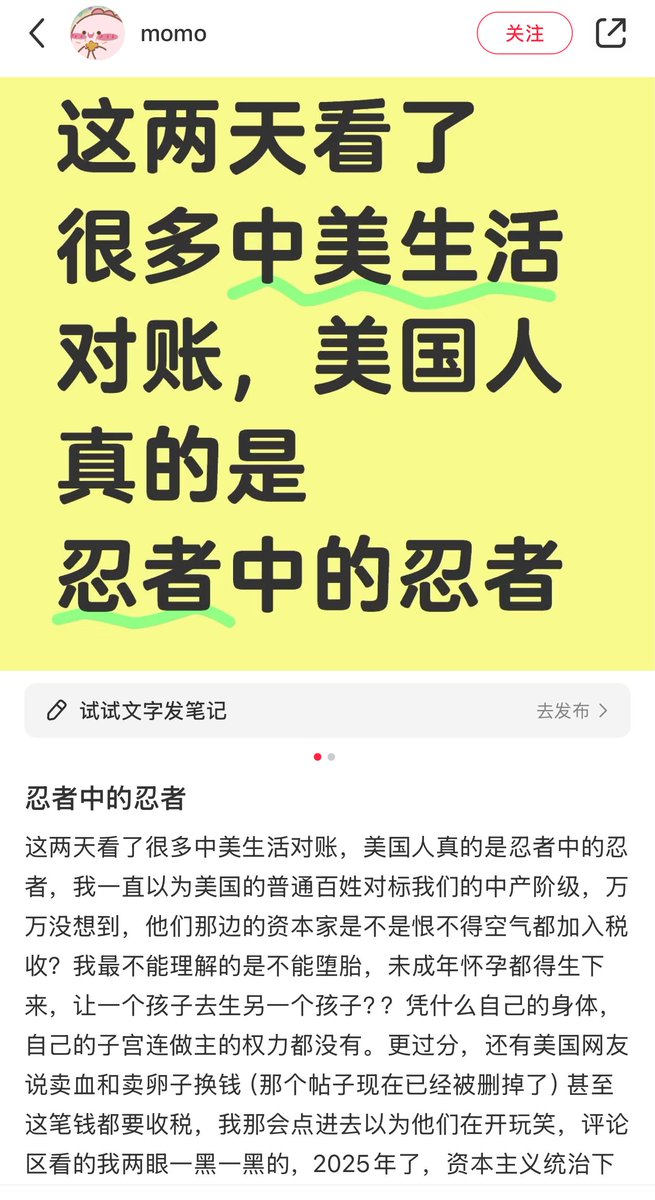 momo
关注
这两天看了
很多中美生活
对账，美国人
真的是
忍者中的忍者
试试文字发笔记
去发布
忍者中的忍者
这两天看了很多中美生活对账，美国人真的是忍者中的忍
者，我一直以为美国的普通百姓对标我们的中产阶级，万
万没想到，他们那边的资本家是不是恨不得空气都加入税
收？我最不能理解的是不能堕胎，未成年怀孕都得生下
来，让一个孩子去生另一个孩子？？凭什么自己的身体，
自己的子宫连做主的权力都没有。更过分，还有美国网友
说卖血和卖卵子换钱（那个帖子现在已经被删掉了）甚至
这笔钱都要收税，我那会点进去以为他们在开玩笑，评论
区看的我两眼一黑一黑的，2025年了，资本主义统治下